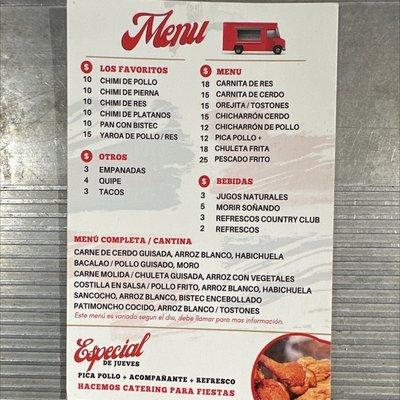 Menu
$ LOS FAVORITOS
10 CHIMI DE POLLO
10 CHIMI DE PIERNA
10 CHIMI DE RES
10 CHIMI DE PLATANOS
10 PAN CON BISTEC
15 YAROA DE POLLO / RES
$ OTROS
3 EMPANADAS
4 QUIPE
3 TACOS
$ MENU
18 CARNITA DE RES
15 CARNITA DE CERDO
15 OREJITA / TOSTONES
15 CHICHARRÓN CERDO
12 CHICHARRÓN DE POLLO
12 PICA POLLO +
18 CHULETA FRITA
25 PESCADO FRITO
$ BEBIDAS
3 JUGOS NATURALES
5 MORIR SOÑANDO
3 REFRESCOS COUNTRY CLUB
2 REFRESCOS
MENÚ COMPLETA / CANTINA
CARNE DE CERDO GUISADA, ARROZ BLANCO, HABICHUELA
BACALAO / POLLO GUISADO, MORO
CARNE MOLIDA / CHULETA GUISADA, ARROZ CON VEGETALES
COSTILLA EN SALSA / POLLO FRITO, ARROZ BLANCO, HABICHUELA
SANCOCHO, ARROZ BLANCO, BISTEC ENCEBOLLADO
PATIMONCHO COCIDO, ARROZ BLANCO / TOSTONES
Este menú es variado segun el dia, debe llamar para mas información.
Especial
DE JUEVES
PICA POLLO + ACOMPAÑANTE + REFRESCO
HACEMOS CATERING PARA FIESTAS